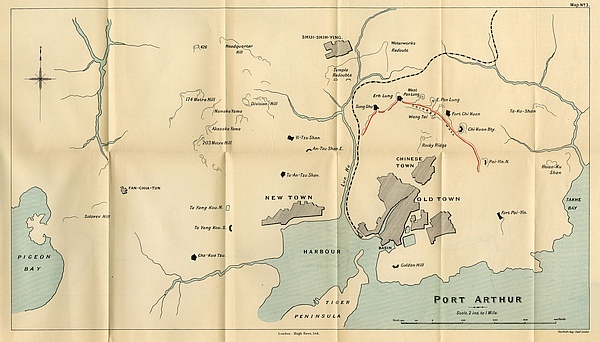 Map No 3.
426
Headquarter
Hill
SHUI-SHIH-YING.
Waterworks
Redoubt
Temple
Redoubts
174 Metre Hill
Division Hill
Namako Yama
Akasaka Yama
203 Metre Hill
Erh Lung
West
Pan Lung
E. Pan Lung
Sung Shu
Wang Tai
Fort Chi Kuan
Chi Kuan Bty
Ta-Ku-Shan
Yi-Tzu Shan
An-Tzu Shan. E.
Rocky Ridge
Pai-Yin. N.
Hsiao-Ku
Shan
Ta-An-Tzu Shan
CHINESE
TOWN
FAN-CHIA-TUN
Lun Ho
NEW TOWN
OLD TOWN
TAKHE
BAY
Ta Yang Kou. N.
Solomiev Hill
Ta Yang Kou. S.
Fort Pai-Yin.
PIGEON
BAY
HARBOUR
BASIN
Cha-Kua Tzu.
Golden Hill
TIGER
PENINSULA
PORT ARTHUR
Scale, 2 ins. to 1 Mile.
London: Hugh Rees, Ltd.